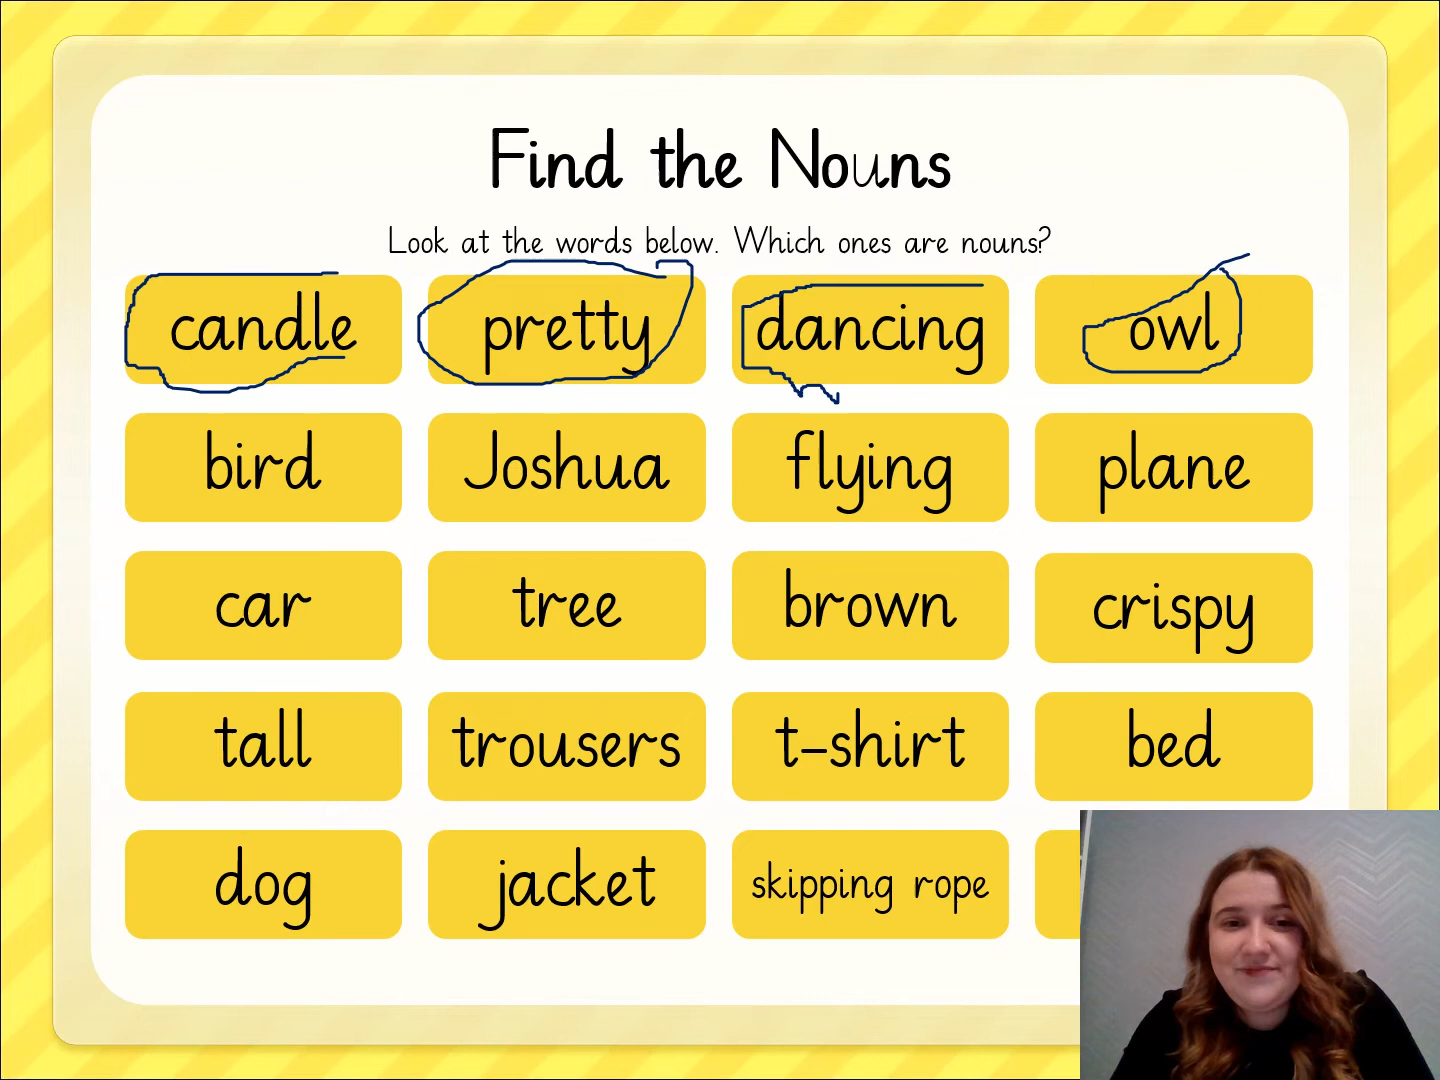 Find the Nouns
Look at the words below. Which ones are nouns?
candle pretty dancing owl
bird Joshua flying plane
car tree brown crispy
tall trousers t-shirt bed
dog jacket skipping rope